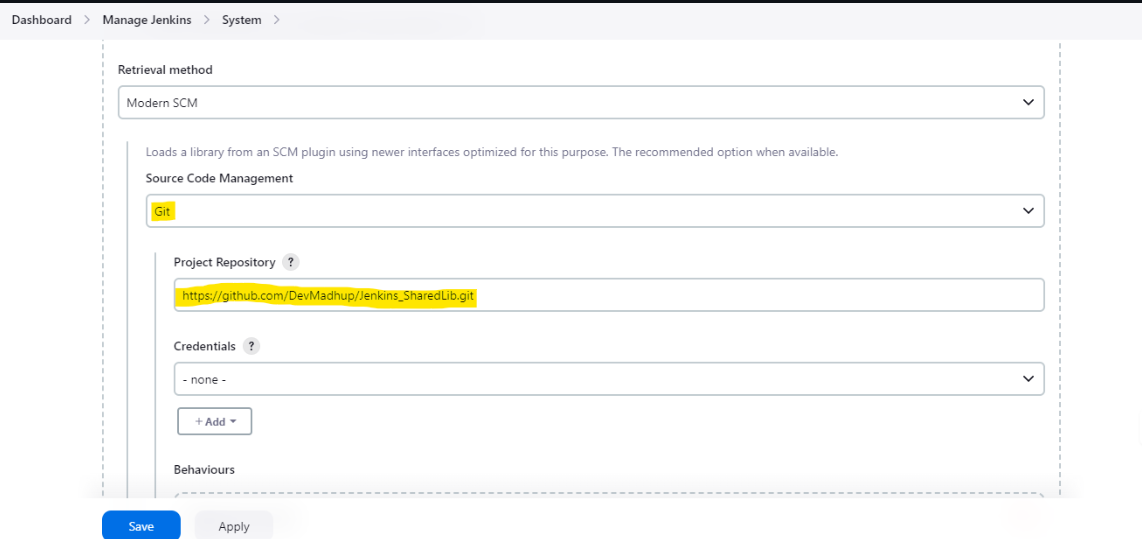 Dashboard > Manage Jenkins > System >
Retrieval method
Modern SCM
Loads a library from an SCM plugin using newer interfaces optimized for this purpose. The recommended option when available.
Source Code Management
Git
Project Repository ?
https://github.com/DevMadhup/Jenkins_SharedLib.git
Credentials ?
- none -
+ Add
Behaviours
Save Apply